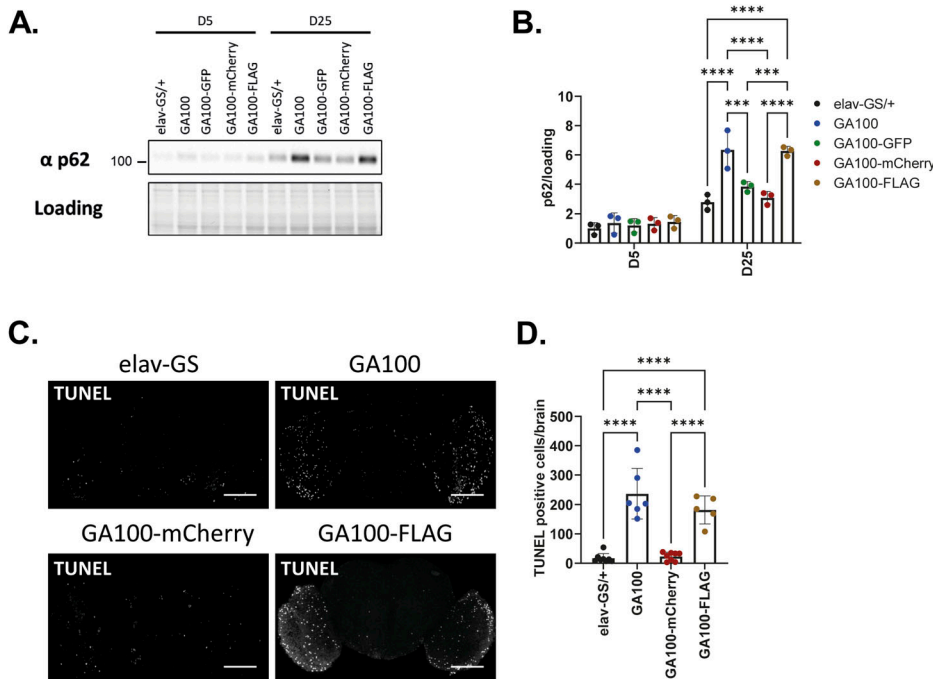 A.
D5
D25
elav-GS/+
GA100
GA100-GFP
GA100-mCherry
GA100-FLAG
elav-GS/+
GA100
GA100-GFP
GA100-mCherry
GA100-FLAG
α p62
100
Loading
B.
****
****
****
***
***
****
p62/loading
10
8
6
4
2
0
D5
D25
elav-GS/+
GA100
GA100-GFP
GA100-mCherry
GA100-FLAG
C.
elav-GS
GA100
TUNEL
TUNEL
GA100-mCherry
GA100-FLAG
TUNEL
TUNEL
D.
****
****
****
****
TUNEL positive cells/brain
500
400
300
200
100
0
elav-GS/+
GA100
GA100-mCherry
GA100-FLAG